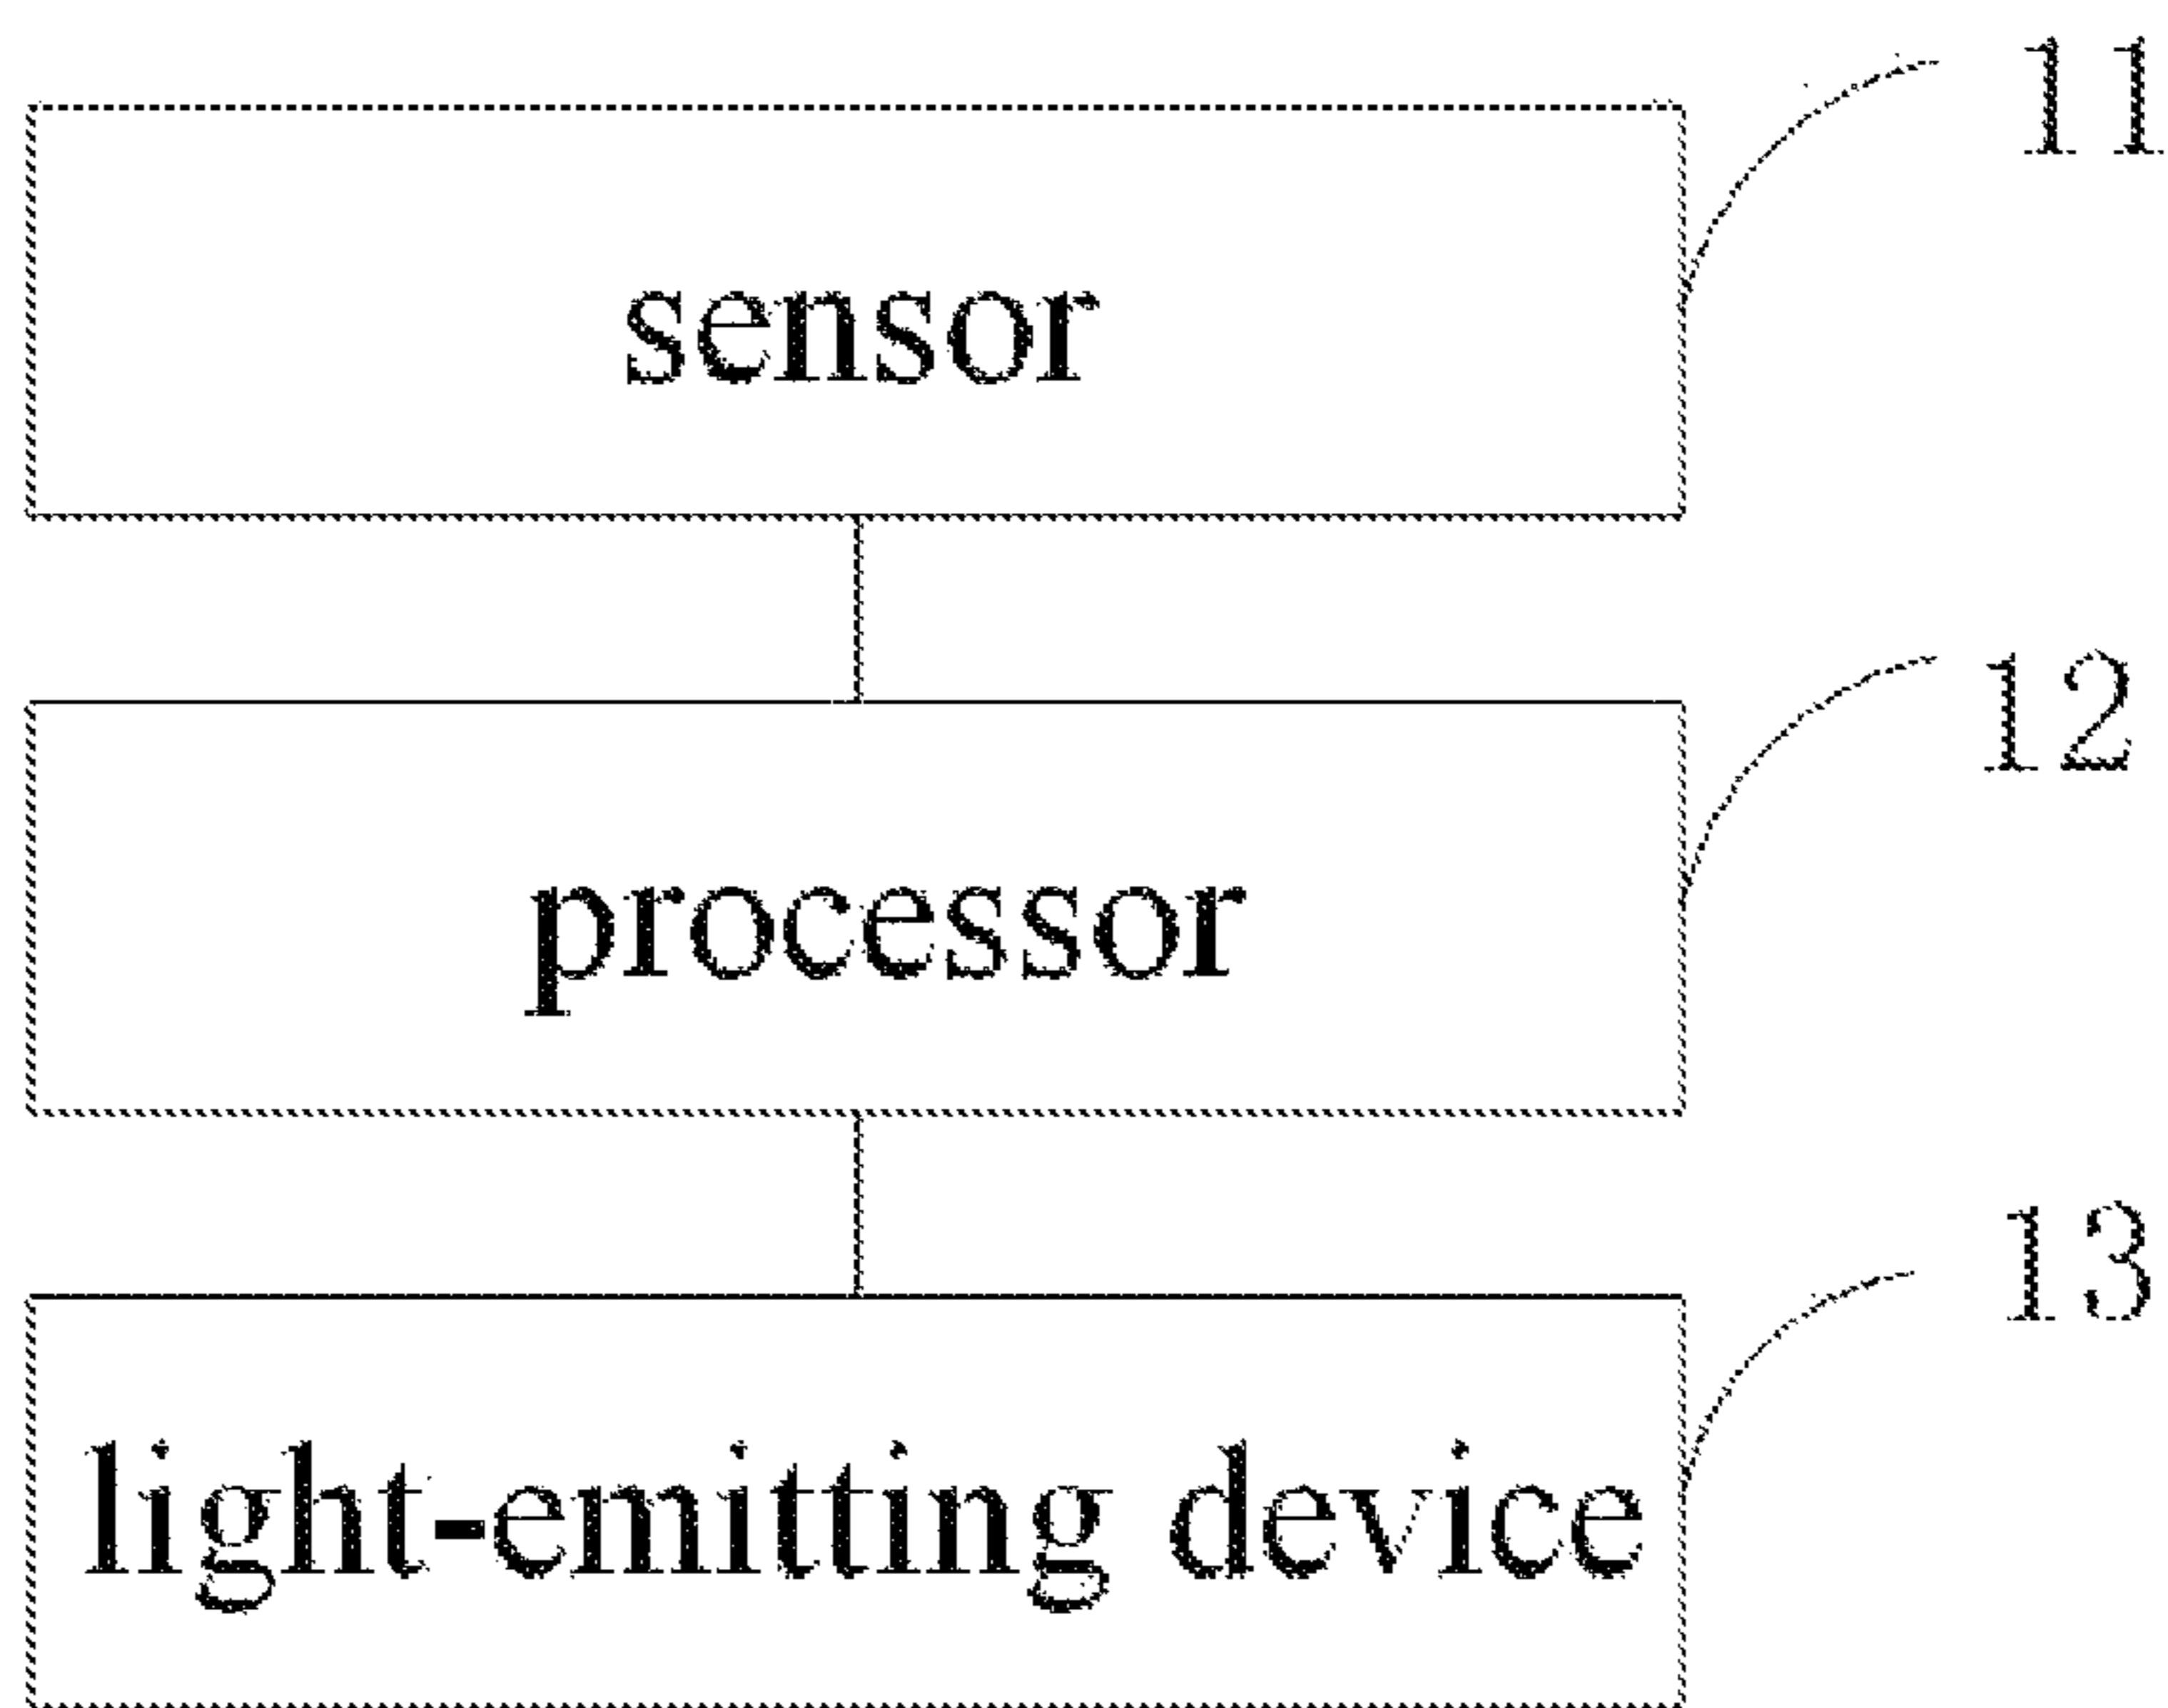 11
sensor
12
processor
13
light-emitting device